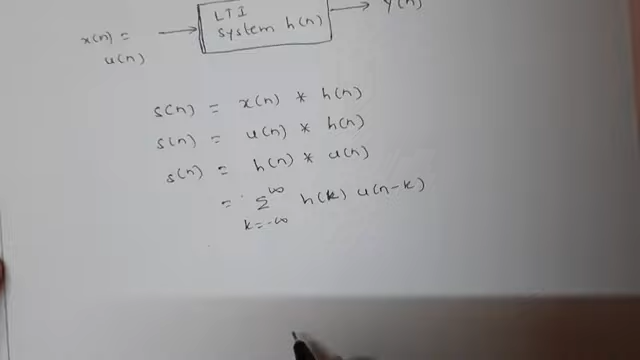 LTI
x(n) =
system h(n)
y(n)
u(n)
s(n) = x(n) * h(n)
s(n) = u(n) * h(n)
s(n) = h(n) * u(n)
= ∞
Σ h(k) u(n-k)
k=-∞